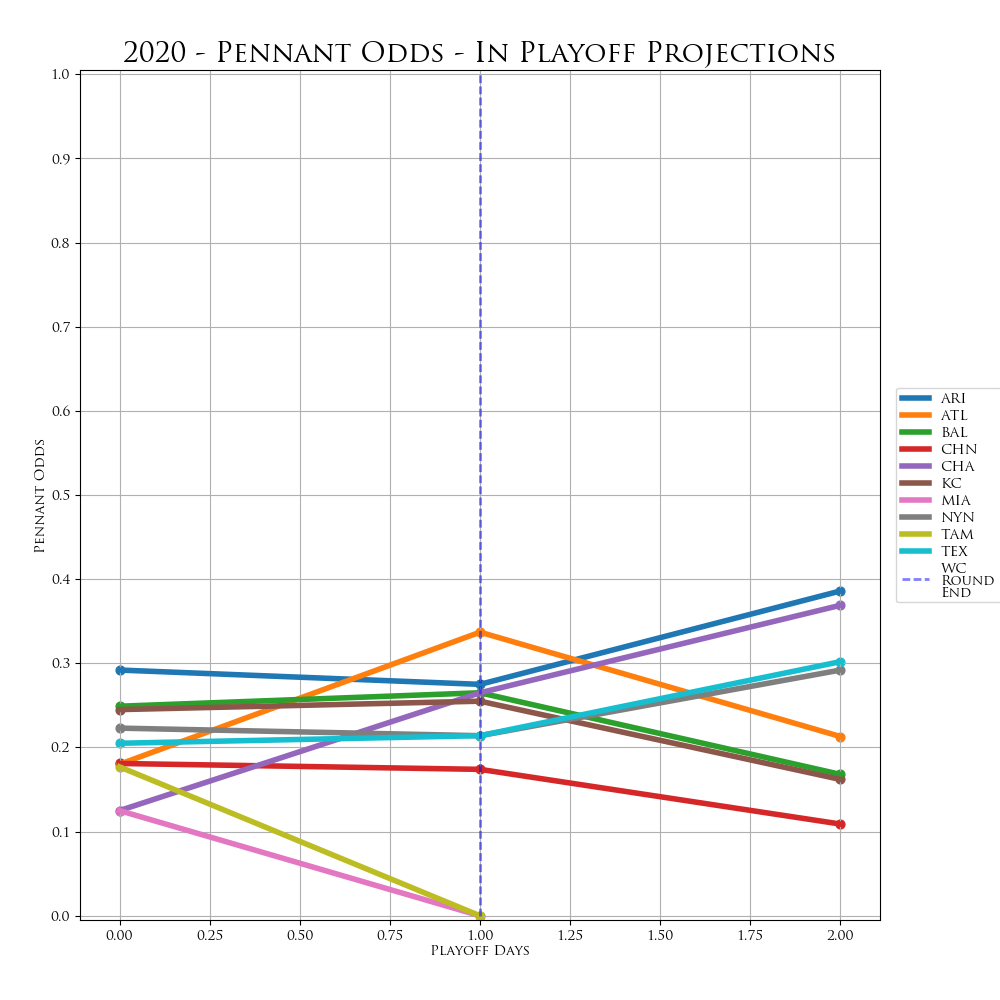 2020 - Pennant Odds - In Playoff Projections
1.0
0.9
0.8
0.7
0.6
0.5
0.4
0.3
0.2
0.1
0.0
Pennant Odds
0.00 0.25 0.50 0.75 1.00 1.25 1.50 1.75 2.00
Playoff Days
ARI
ATL
BAL
CHN
CHA
KC
MIA
NYN
TAM
TEX
WC
Round
End